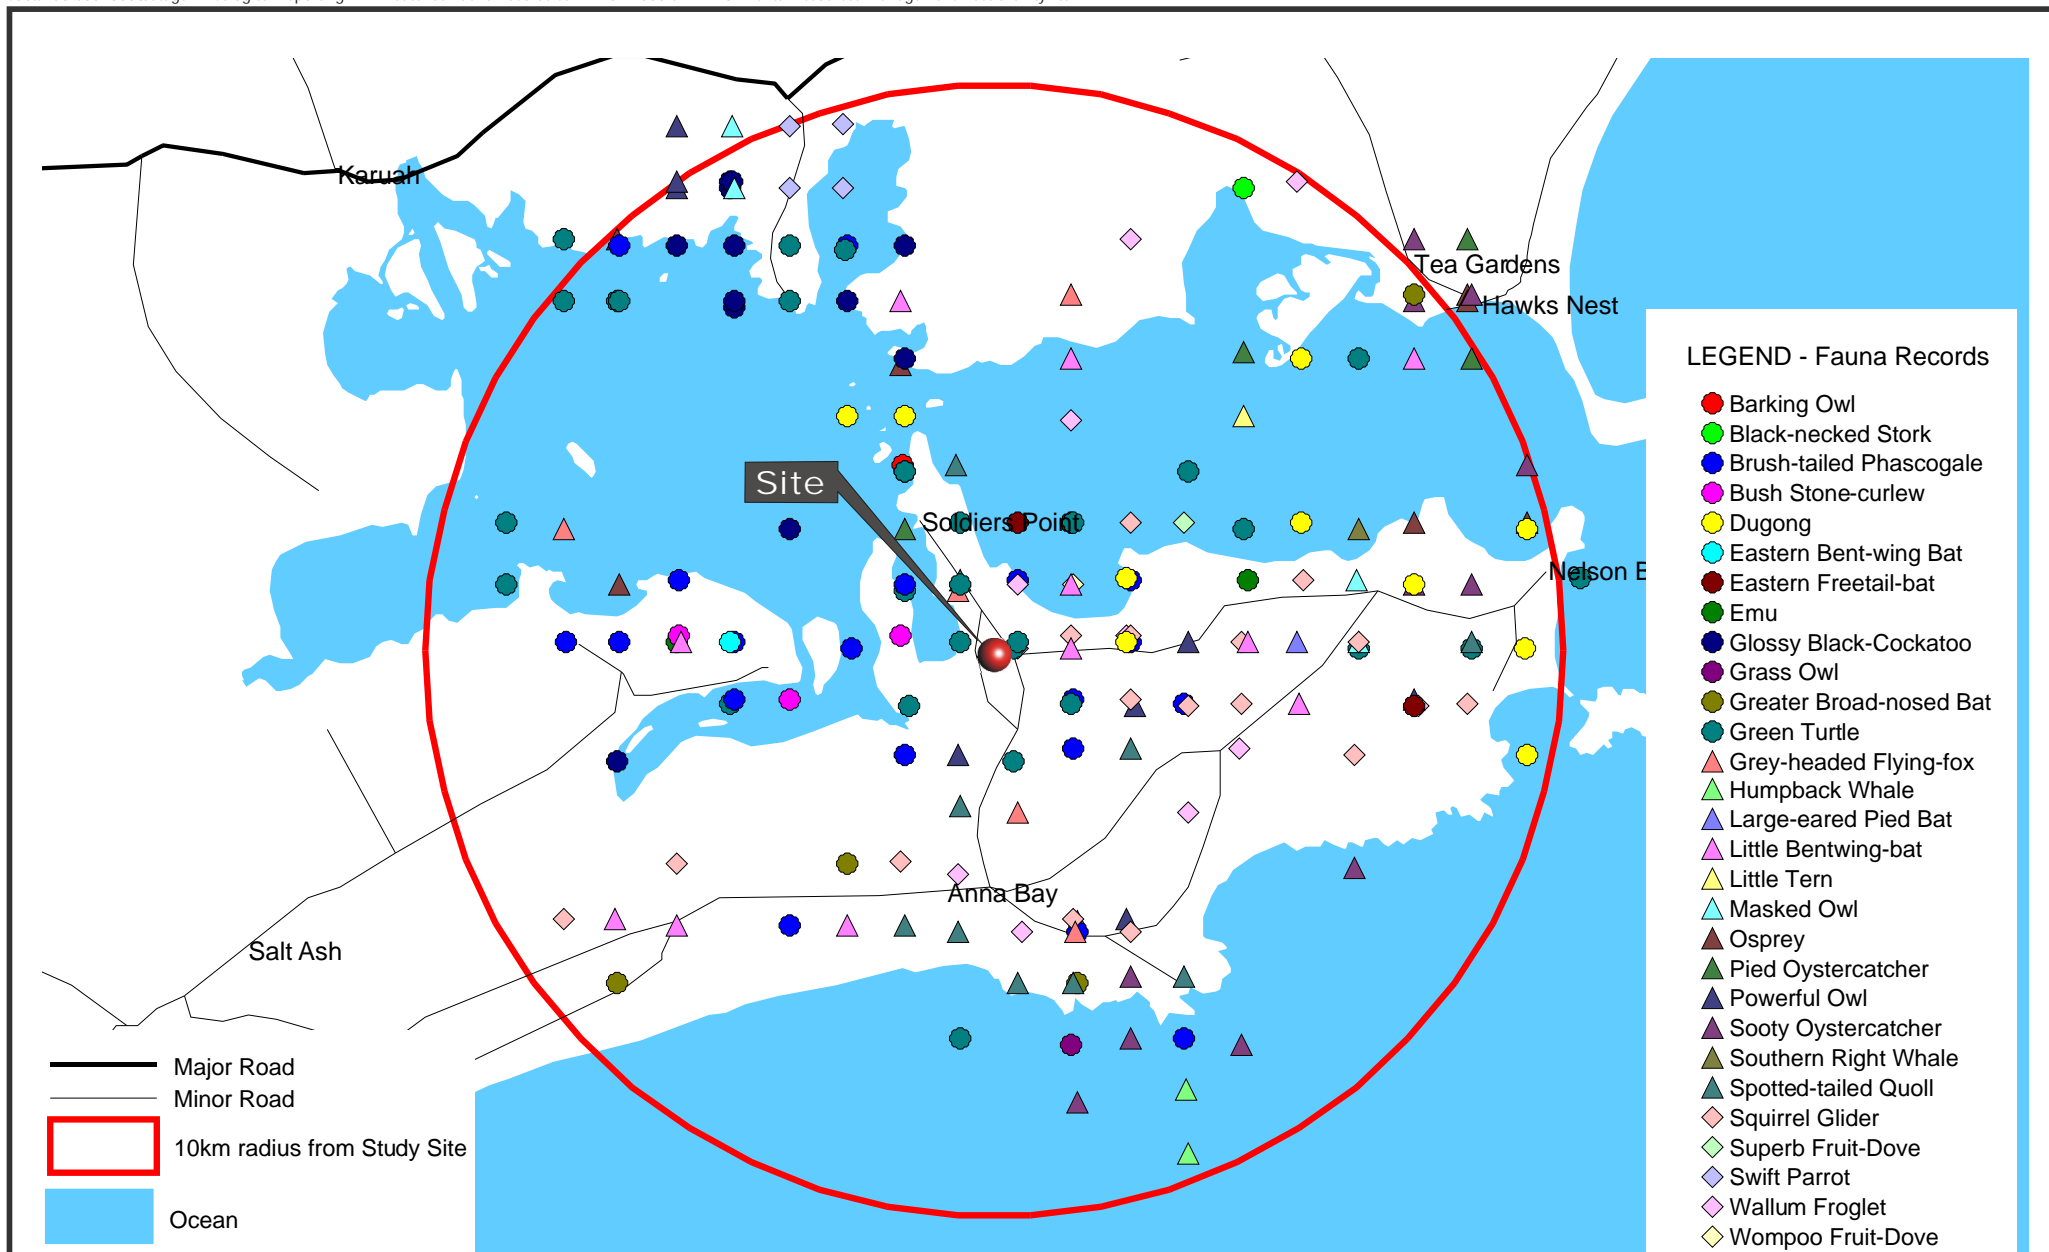 Karuah
Tea Gardens
Hawks Nest
LEGEND - Fauna Records
Barking Owl
Black-necked Stork
Brush-tailed Phascogale
Site
Bush Stone-curlew
Soldiers Point
Dugong
Eastern Bent-wing Bat
Nelson B
Eastern Freetail-bat
Emu
Glossy Black-Cockatoo
Grass Owl
Greater Broad-nosed Bat
Green Turtle
Grey-headed Flying-fox
Humpback Whale
Large-eared Pied Bat
Little Bentwing-bat
Little Tern
Anna Bay
Masked Owl
Salt Ash
Osprey
Pied Oystercatcher
Powerful Owl
Sooty Oystercatcher
Southern Right Whale
Spotted-tailed Quoll
Squirrel Glider
Superb Fruit-Dove
Swift Parrot
Wallum Froglet
Wompoo Fruit-Dove
Major Road
Minor Road
10km radius from Study Site
Ocean